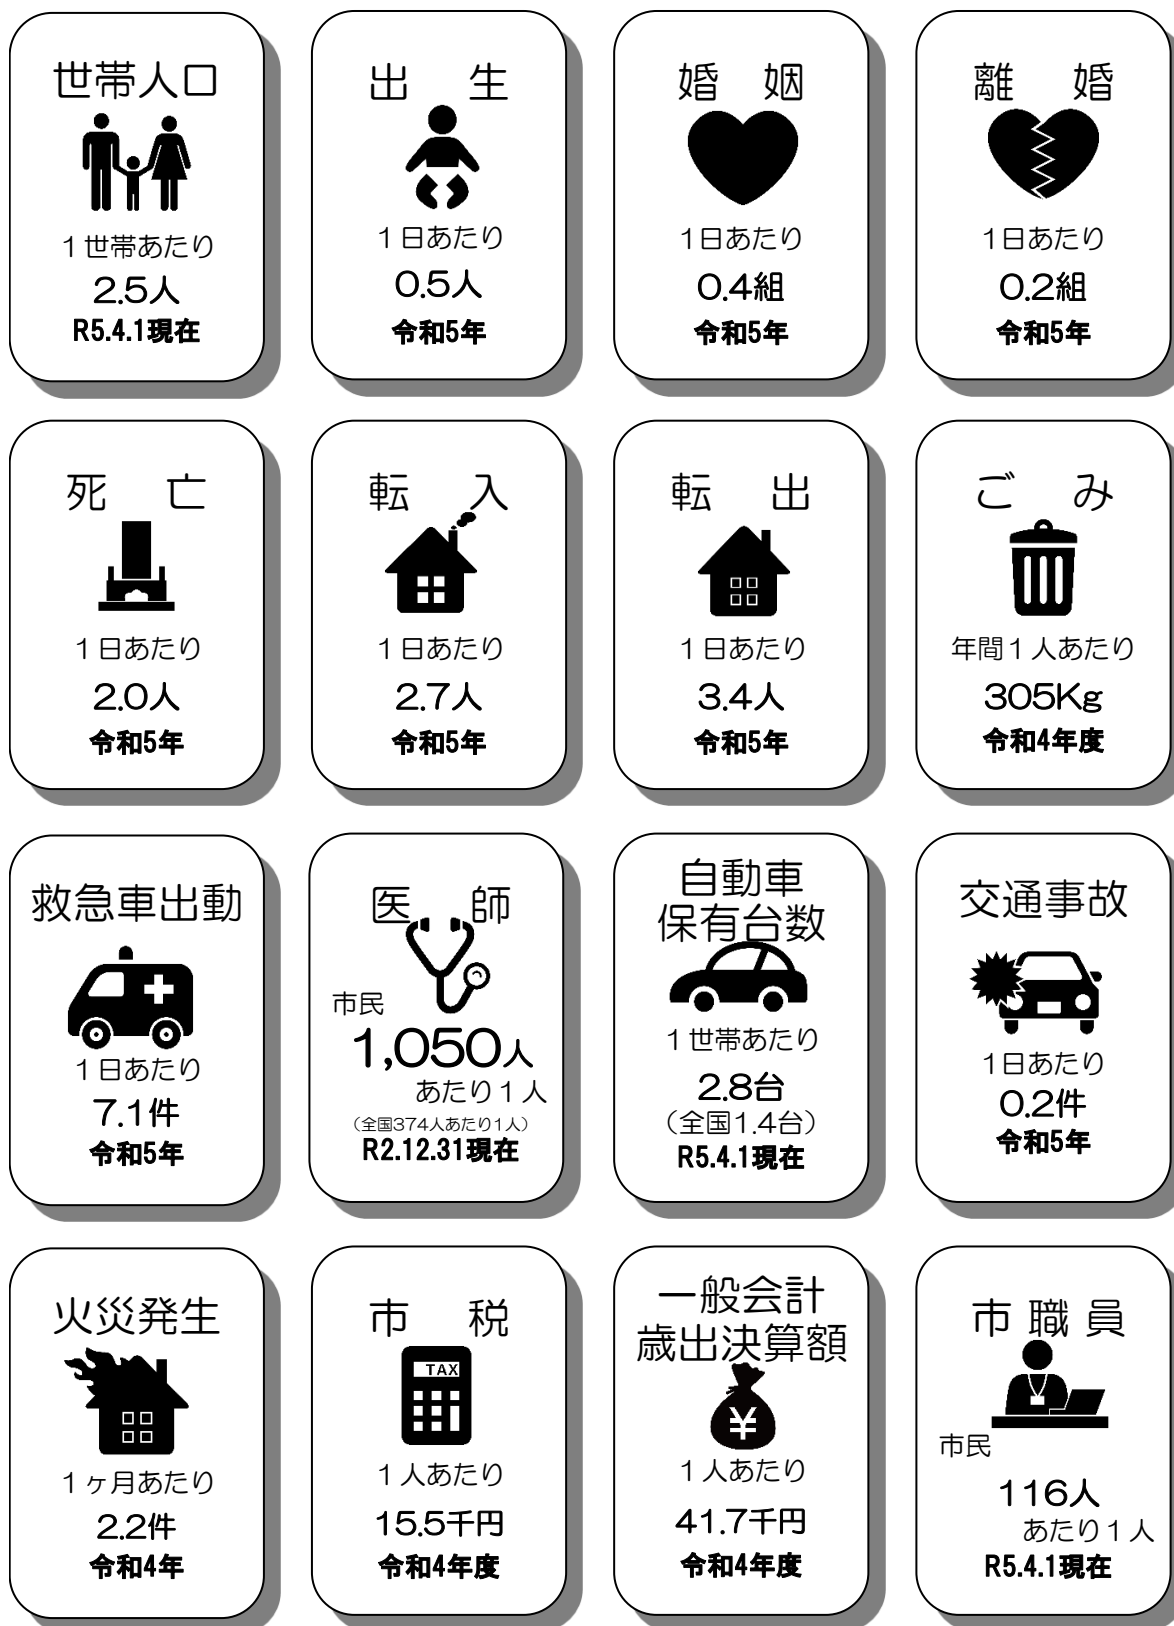 世帯人口
１世帯あたり
2.5人
R5.4.1現在
出　生
１日あたり
0.5人
令和5年
婚　姻
1日あたり
0.4組
令和5年
離　婚
1日あたり
0.2組
令和5年
死　亡
１日あたり
2.0人
令和5年
転　入
１日あたり
2.7人
令和5年
転　出
１日あたり
3.4人
令和5年
ご　み
年間１人あたり
305Kg
令和4年度
救急車出動
１日あたり
7.1件
令和5年
医　師
市民
1,050人
あたり１人
（全国374人あたり1人）
R2.12.31現在
自動車
保有台数
１世帯あたり
2.8台
（全国1.4台）
R5.4.1現在
交通事故
1日あたり
0.2件
令和5年
火災発生
１ヶ月あたり
2.2件
令和4年
市　税
TAX
１人あたり
15.5千円
令和4年度
一般会計
歳出決算額
¥
１人あたり
41.7千円
令和4年度
市 職 員
市民
116人
あたり１人
R5.4.1現在